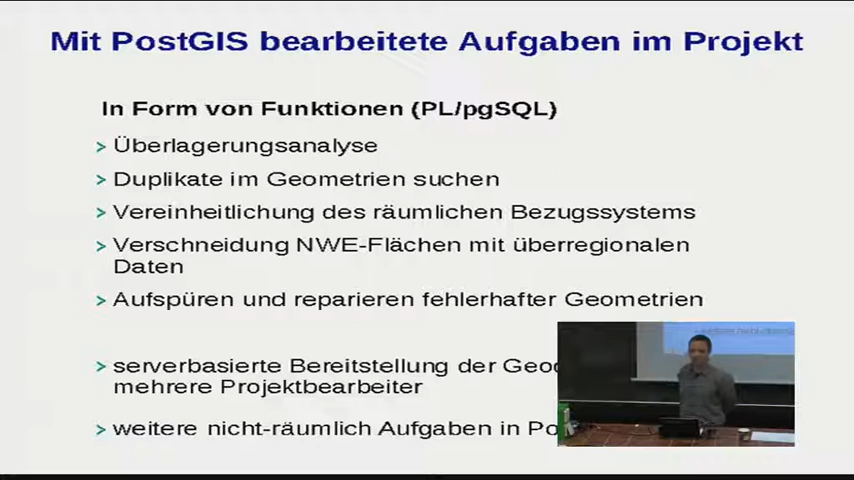 Mit PostGIS bearbeitete Aufgaben im Projekt
In Form von Funktionen (PL/pgSQL)
> Überlagerungsanalyse
> Duplikate im Geometrien suchen
> Vereinheitlichung des räumlichen Bezugssystems
> Verschneidung NWE-Flächen mit überregionalen
Daten
> Aufspüren und reparieren fehlerhafter Geometrien
> serverbasierte Bereitstellung der
mehrere Projektbearbeiter
> weitere nicht-räumlich Aufgaben in